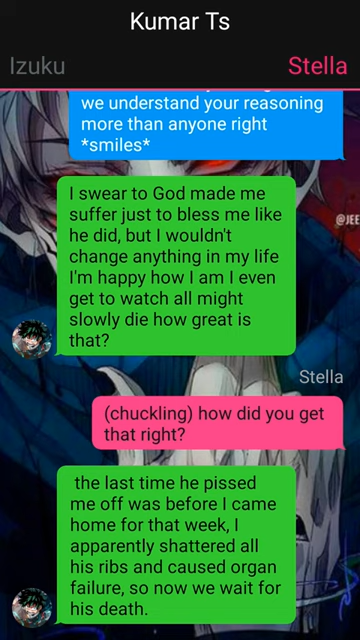 Kumar Ts
Izuku
Stella
we understand your reasoning
more than anyone right
*smiles*
I swear to God made me
suffer just to bless me like
he did, but I wouldn't
change anything in my life
I'm happy how I am I even
get to watch all might
slowly die how great is
that?
@JEE
Stella
(chuckling) how did you get
that right?
the last time he pissed
me off was before I came
home for that week, I
apparently shattered all
his ribs and caused organ
failure, so now we wait for
his death.